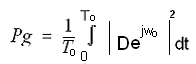 Pg = 1/T₀ ∫₀^T₀ | De^jw₀ |² dt